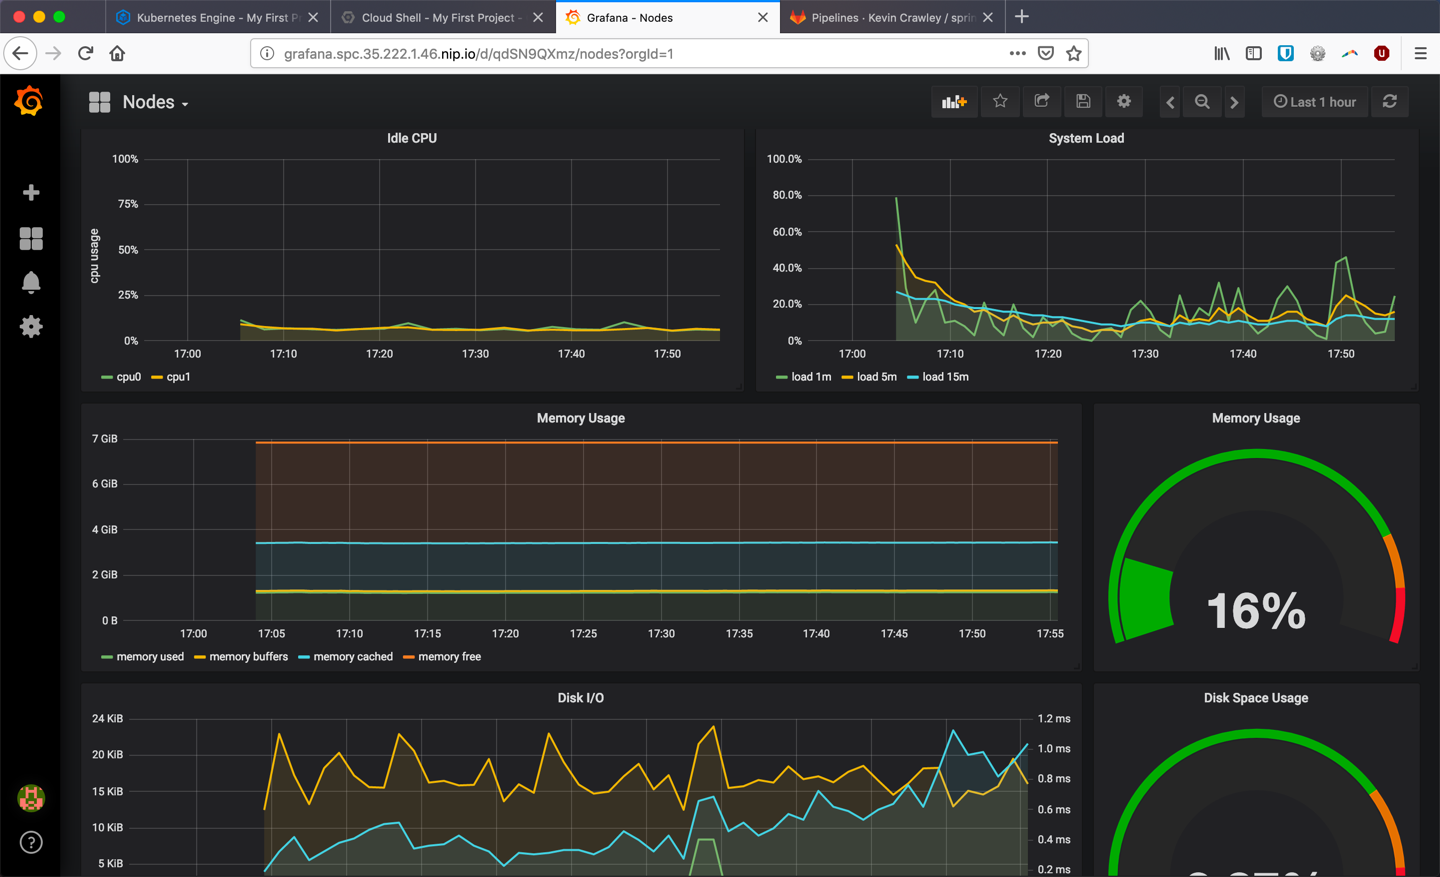 Kubernetes Engine - My First P
Cloud Shell - My First Project -
Grafana - Nodes
Pipelines · Kevin Crawley / sprin
grafana.spc.35.222.1.46.nip.io/d/qdSN9QXmz/nodes?orgId=1
Nodes
Last 1 hour
Idle CPU
cpu usage
100%
75%
50%
25%
0%
17:00 17:10 17:20 17:30 17:40 17:50
cpu0 cpu1
System Load
100.0%
80.0%
60.0%
40.0%
20.0%
0%
17:00 17:10 17:20 17:30 17:40 17:50
load 1m load 5m load 15m
Memory Usage
7 GiB
6 GiB
4 GiB
2 GiB
0 B
17:00 17:05 17:10 17:15 17:20 17:25 17:30 17:35 17:40 17:45 17:50 17:55
memory used memory buffers memory cached memory free
Memory Usage
16%
Disk I/O
24 KiB
20 KiB
15 KiB
10 KiB
5 KiB
1.2 ms
1.0 ms
0.8 ms
0.6 ms
0.4 ms
0.2 ms
Disk Space Usage